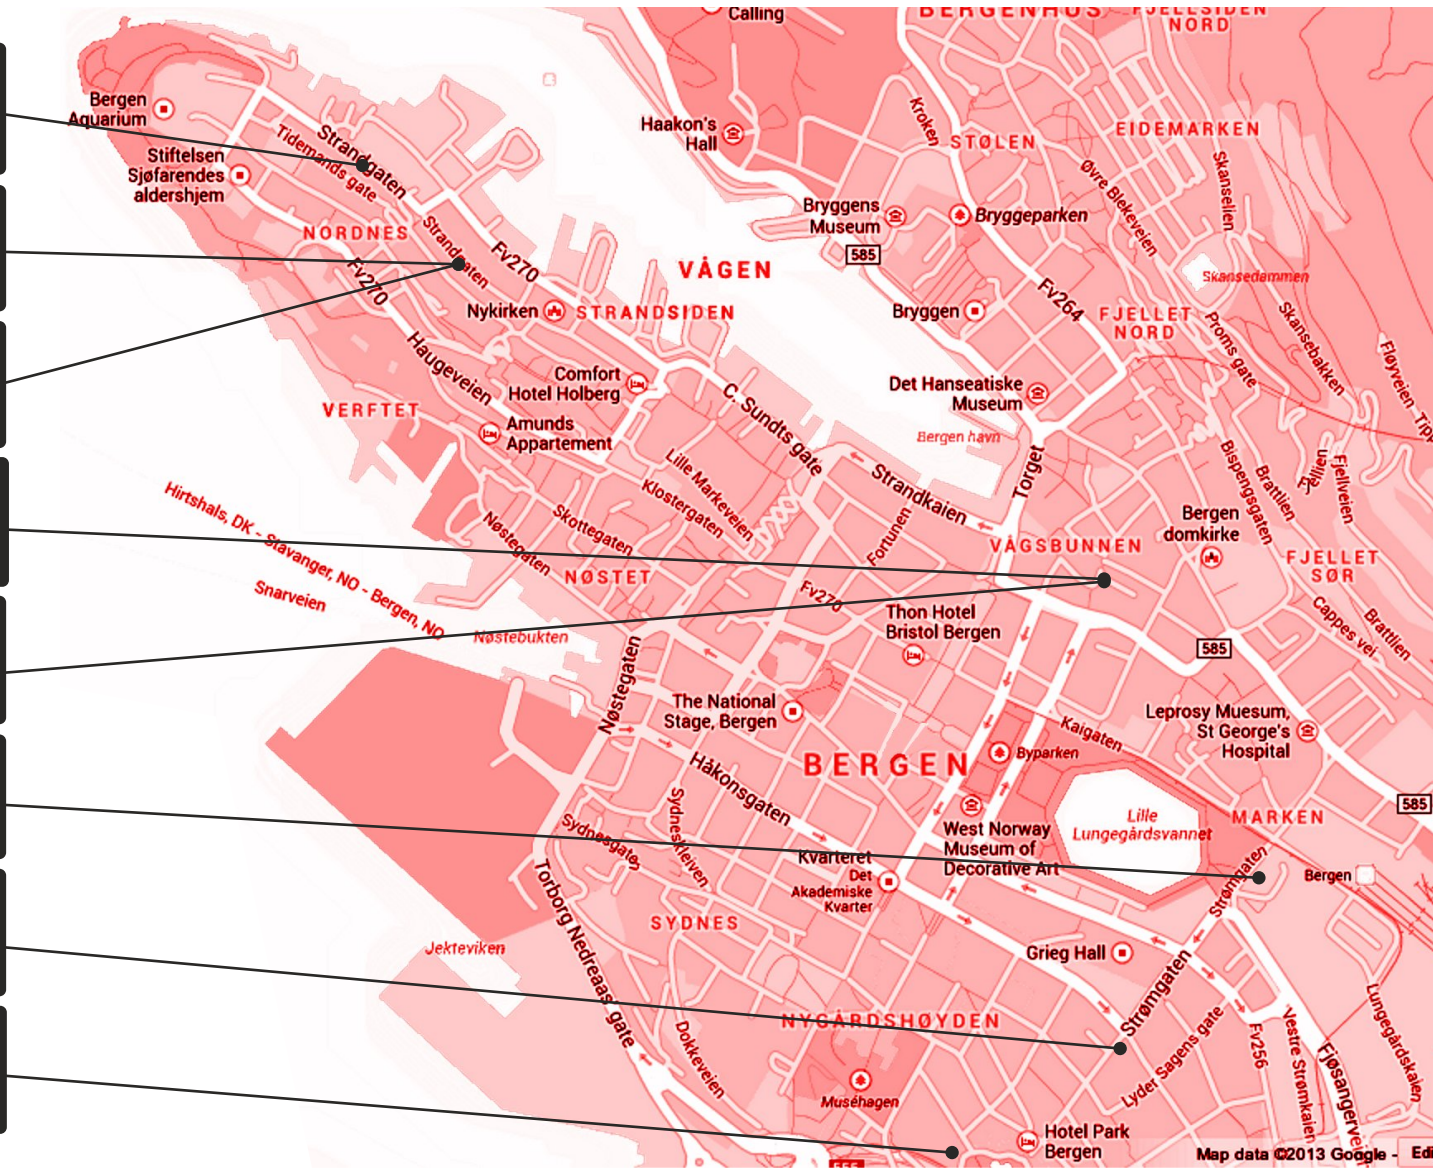 Calling
BERGENHUS
FJELLSIDEN
NORD
Bergen
Aquarium
Strandgaten
Tidemands gate
Stiftelsen
Sjøfarendes
aldershjem
NORDNES
Fv270
Strandgaten
Fv270
Haakon's
Hall
Kroken
STØLEN
EIDEMARKEN
Skanselien
Øvre Blekeveien
Bryggens
Museum
Bryggeparken
585
VÅGEN
Skansedammen
Nykirken
STRANDSIDEN
Bryggen
Fv264
FJELLET
NORD
Proms gate
Skansebakken
Fløyveien
Haugeveien
Comfort
Hotel Holberg
VERFTET
Amunds
Appartement
C. Sundts gate
Det Hanseatiske
Museum
Bergen havn
Torget
Strandkaien
Lille Markeveien
Klostergaten
Skottegaten
Nøstegaten
NØSTET
Fortunen
VÅGSBUNNEN
Bispengsgaten
Brattlien
Fjellien
Fjellveien
Bergen
domkirke
FJELLET
SØR
Cappes vei
Brattlien
Hirtshals, DK - Stavanger, NO - Bergen, NO
Snarveien
Nøstebukten
Fv270
Thon Hotel
Bristol Bergen
585
Nøstegaten
The National
Stage, Bergen
Kaigaten
Leprosy Muesum,
St George's
Hospital
BERGEN
Byparken
Håkonsgaten
Sydneskleiven
Sydnesgaten
West Norway
Museum of
Decorative Art
Lille
Lungegårdsvannet
MARKEN
585
Kvarteret
Det
Akademiske
Kvarter
Strømgaten
Bergen
Torborg Nedreaas' gate
SYDNES
Jekteviken
Grieg Hall
Strømgaten
NYGÅRDSHØYDEN
Dokkeveien
Muséhagen
Lyder Sagens gate
Fv256
Vestre Strømkaien
Fjøsangerveien
Lungegårdskaien
Hotel Park
Bergen
555
Map data ©2013 Google -
Edi